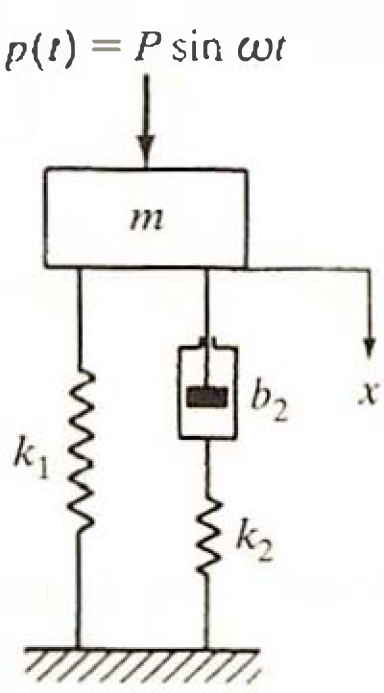 p(t) = P sin ωt
m
b₂
x
k₁
k₂